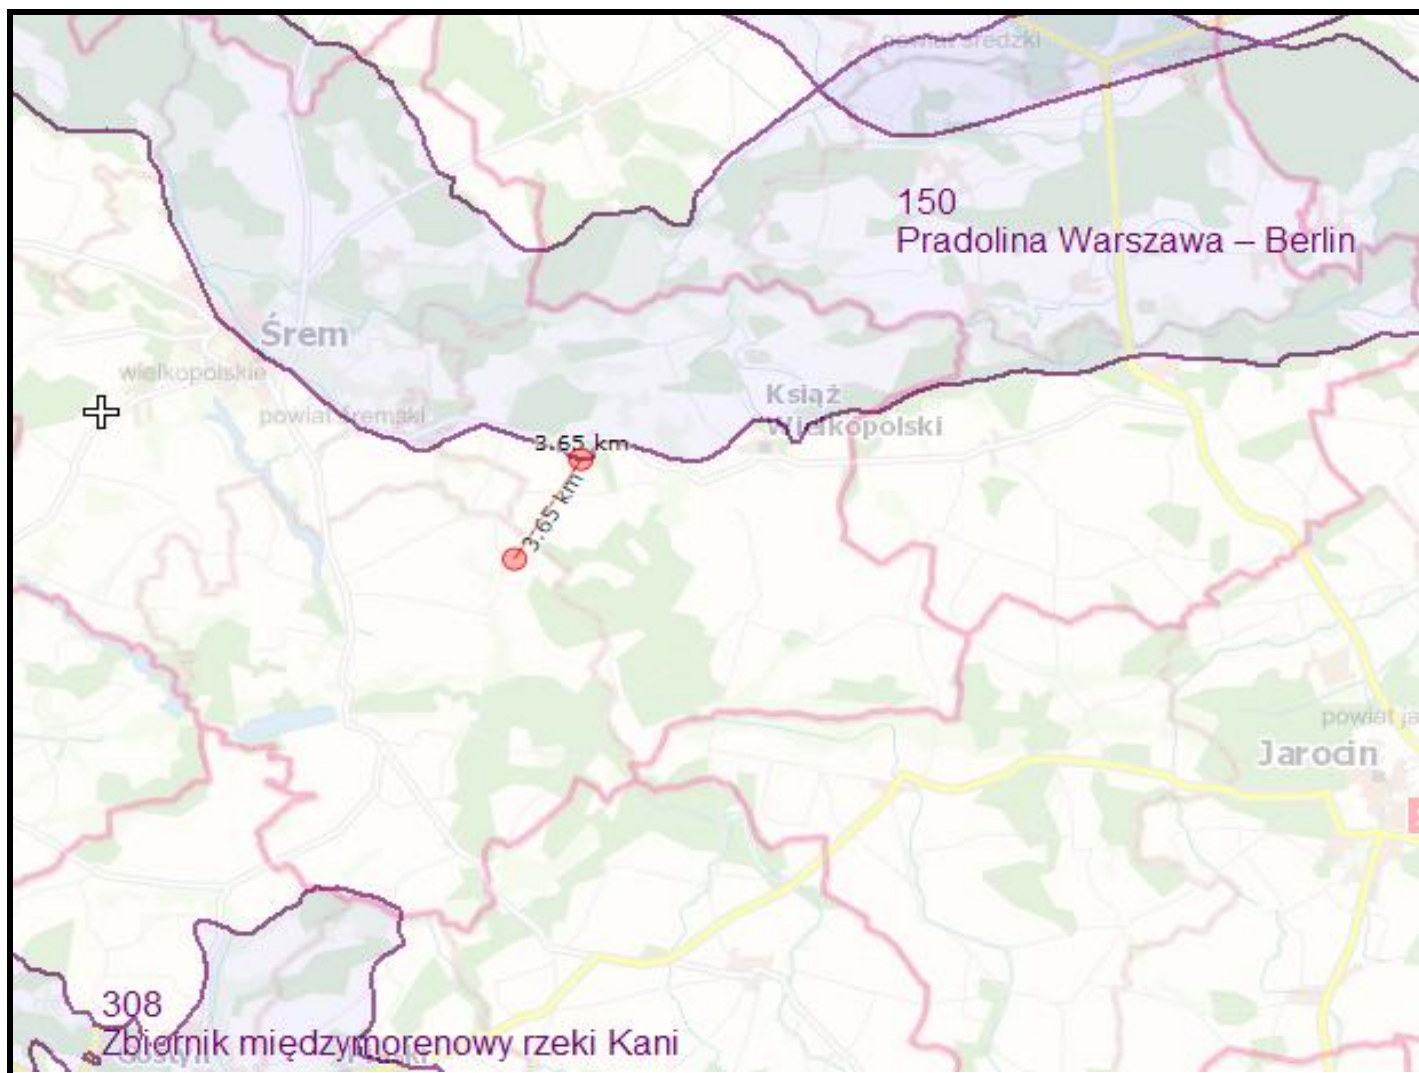 powiat średzki
150
Pradolina Warszawa – Berlin
Śrem
wielkopolskie
powiat śremski
Książ
Wielkopolski
3.65 km
3.65 km
powiat ja
Jarocin
308
Zbiornik międzymorenowy rzeki Kani
Gostyń